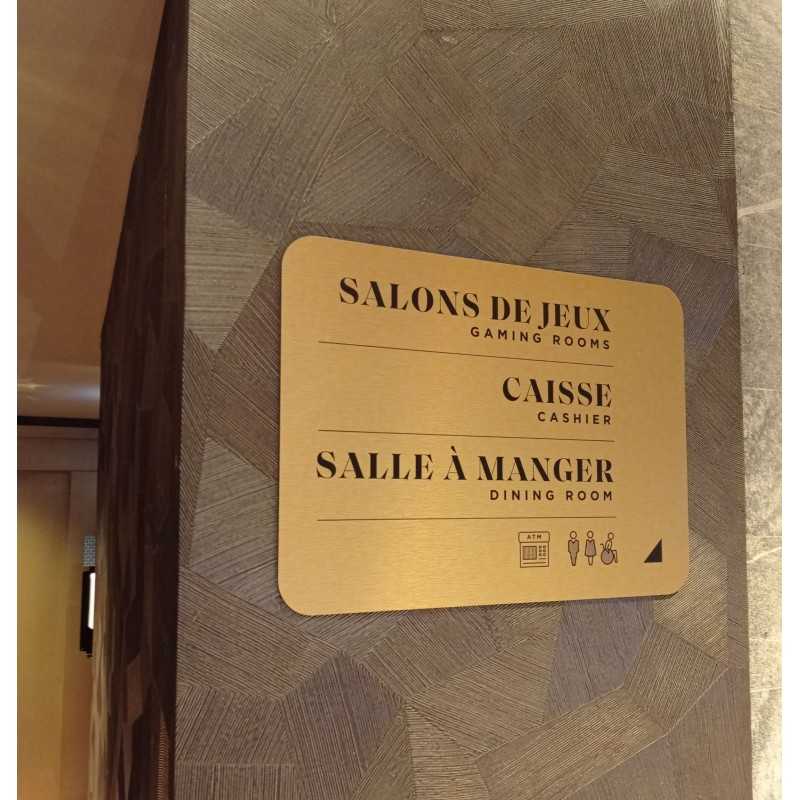 SALONS DE JEUX
GAMING ROOMS
CAISSE
CASHIER
SALLE À MANGER
DINING ROOM
ATM